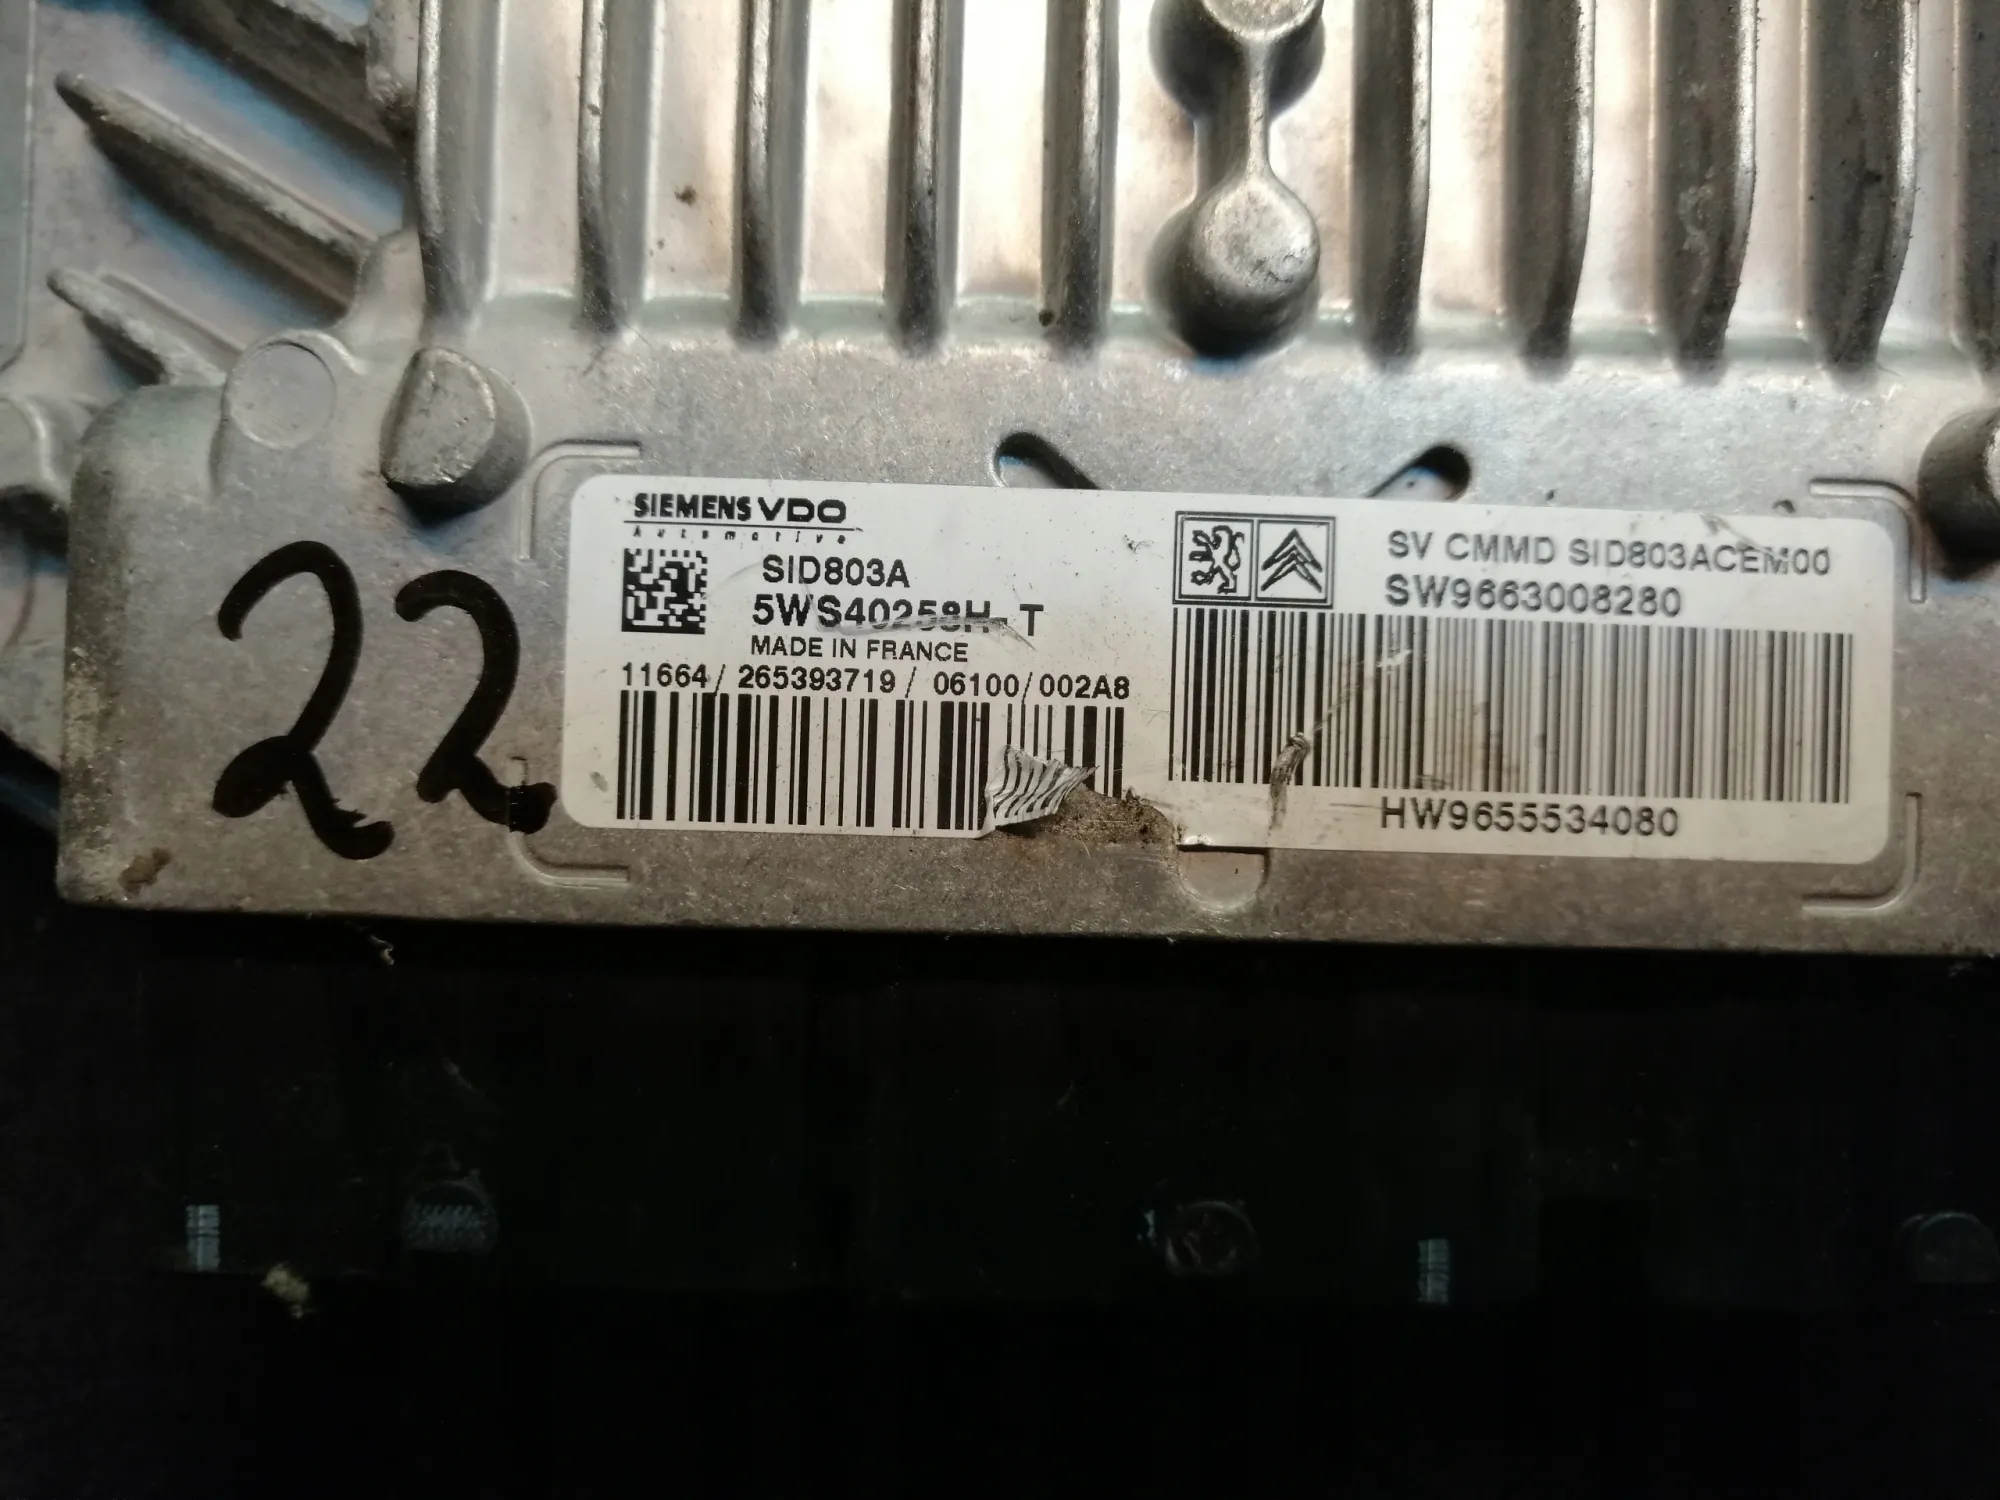 22
SIEMENS VDO
Automotive
SID803A
5WS40258H-T
MADE IN FRANCE
11664/ 265393719/ 06100/002A8
SV CMMD SID803ACEM00
SW9663008280
HW9655534080